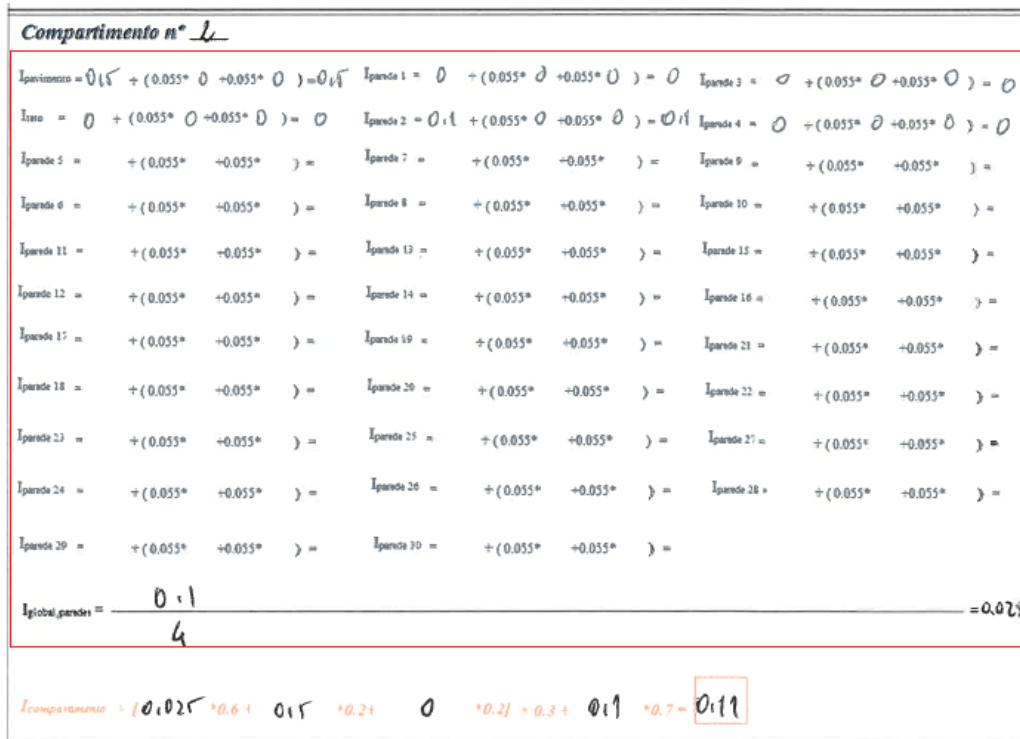 Compartimento nº 4
Ipavimento = 0,5 + (0.055* 0 +0.055* 0 ) = 0,5 Iparede 1 = 0 + (0.055* 0 +0.055* 0 ) = 0 Iparede 3 = 0 + (0.055* 0 +0.055* 0 ) = 0
Iteto = 0 + (0.055* 0 +0.055* 0 ) = 0 Iparede 2 = 0.1 + (0.055* 0 +0.055* 0 ) = 0.1 Iparede 4 = 0 + (0.055* 0 +0.055* 0 ) = 0
Iparede 5 = + (0.055* +0.055* ) = Iparede 7 = + (0.055* +0.055* ) = Iparede 9 = + (0.055* +0.055* ) =
Iparede 6 = + (0.055* +0.055* ) = Iparede 8 = + (0.055* +0.055* ) = Iparede 10 = + (0.055* +0.055* ) =
Iparede 11 = + (0.055* +0.055* ) = Iparede 13 = + (0.055* +0.055* ) = Iparede 15 = + (0.055* +0.055* ) =
Iparede 12 = + (0.055* +0.055* ) = Iparede 14 = + (0.055* +0.055* ) = Iparede 16 = + (0.055* +0.055* ) =
Iparede 17 = + (0.055* +0.055* ) = Iparede 19 = + (0.055* +0.055* ) = Iparede 21 = + (0.055* +0.055* ) =
Iparede 18 = + (0.055* +0.055* ) = Iparede 20 = + (0.055* +0.055* ) = Iparede 22 = + (0.055* +0.055* ) =
Iparede 23 = + (0.055* +0.055* ) = Iparede 25 = + (0.055* +0.055* ) = Iparede 27 = + (0.055* +0.055* ) =
Iparede 24 = + (0.055* +0.055* ) = Iparede 26 = + (0.055* +0.055* ) = Iparede 28 = + (0.055* +0.055* ) =
Iparede 29 = + (0.055* +0.055* ) = Iparede 30 = + (0.055* +0.055* ) =
0.1
Iglobal,paredes = = 0.025
4
Icompartimento = [ 0.025 *0.6 + 0,5 *0.2+ 0 *0.2] * 0.3 + 0,1 *0.7 = 0,11